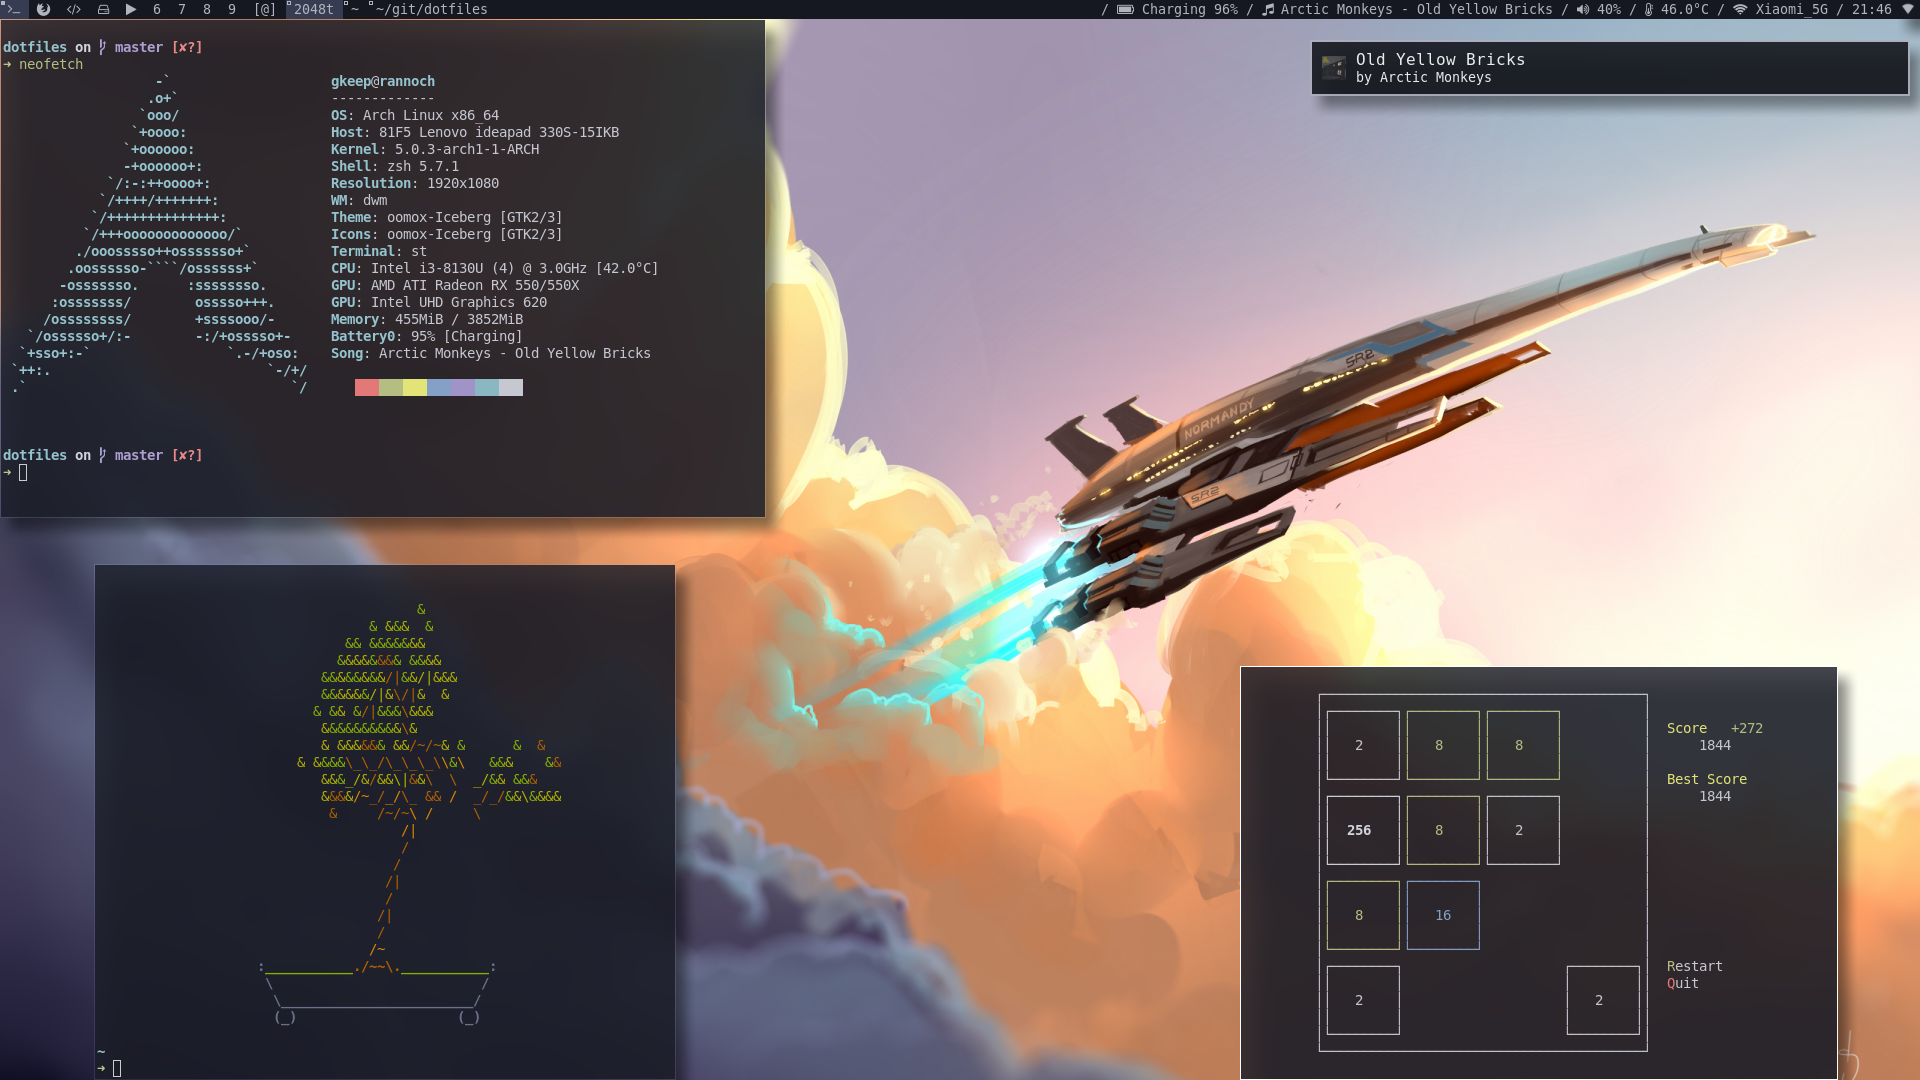 6 7 8 9 [@] 2048t ~ ~/git/dotfiles / Charging 96% / Arctic Monkeys - Old Yellow Bricks / 40% / 46.0°C / Xiaomi_5G / 21:46
dotfiles on master [✘?]
➜ neofetch
gkeep@rannoch
-------------
OS: Arch Linux x86_64
Host: 81F5 Lenovo ideapad 330S-15IKB
Kernel: 5.0.3-arch1-1-ARCH
Shell: zsh 5.7.1
Resolution: 1920x1080
WM: dwm
Theme: oomox-Iceberg [GTK2/3]
Icons: oomox-Iceberg [GTK2/3]
Terminal: st
CPU: Intel i3-8130U (4) @ 3.0GHz [42.0°C]
GPU: AMD ATI Radeon RX 550/550X
GPU: Intel UHD Graphics 620
Memory: 455MiB / 3852MiB
Battery0: 95% [Charging]
Song: Arctic Monkeys - Old Yellow Bricks
dotfiles on master [✘?]
➜
Old Yellow Bricks
by Arctic Monkeys
SR2
NORMANDY
SR2
~
➜
2 8 8
256 8 2
8 16
2 2
Score +272
1844
Best Score
1844
Restart
Quit